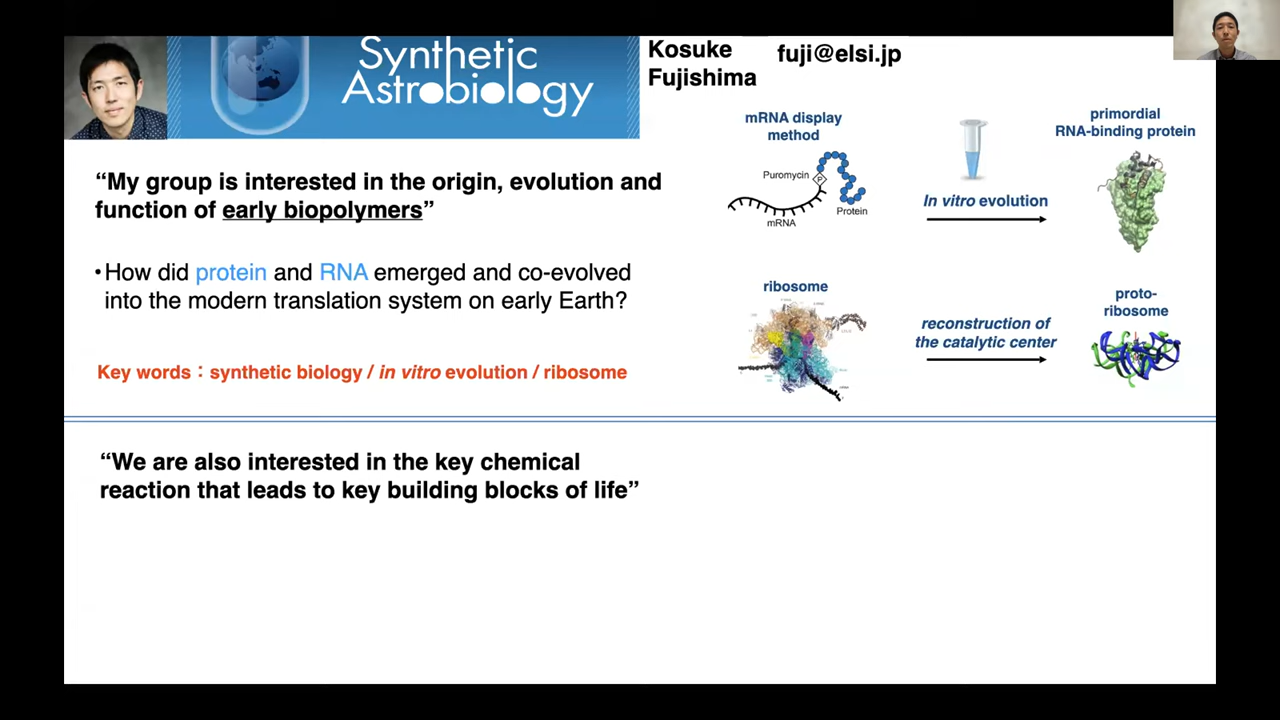 Synthetic
Astrobiology
Kosuke
Fujishima
fuji@elsi.jp
“My group is interested in the origin, evolution and
function of early biopolymers”
•How did protein and RNA emerged and co-evolved
into the modern translation system on early Earth?
Key words：synthetic biology / in vitro evolution / ribosome
mRNA display
method
Puromycin
P
Protein
mRNA
In vitro evolution
primordial
RNA-binding protein
ribosome
reconstruction of
the catalytic center
proto-
ribosome
“We are also interested in the key chemical
reaction that leads to key building blocks of life”